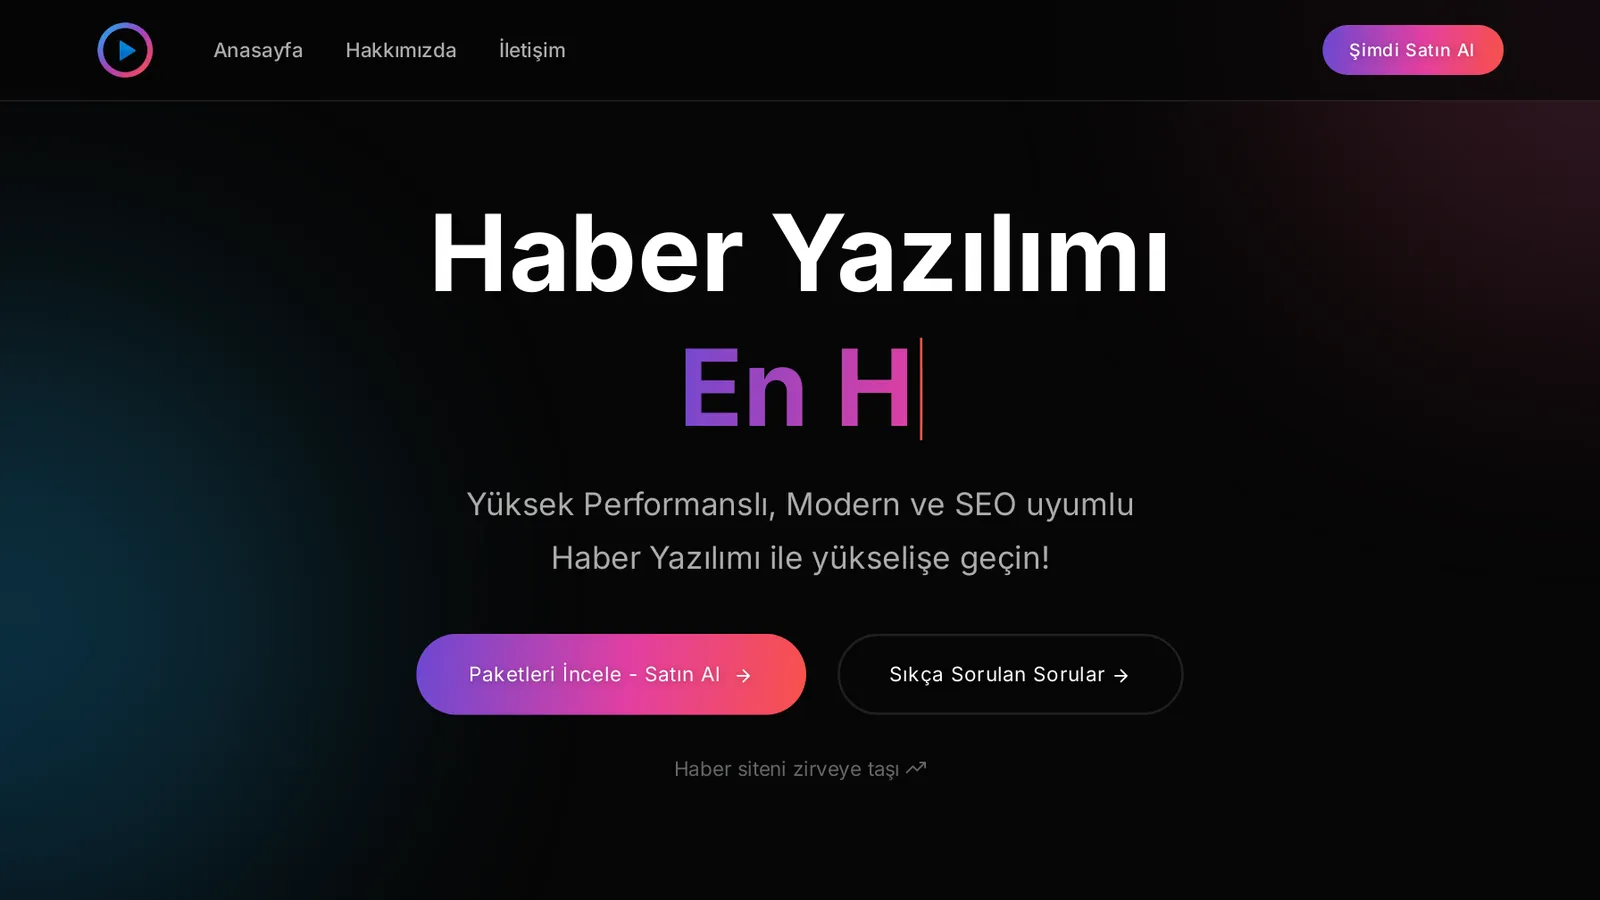 Anasayfa Hakkımızda İletişim Şimdi Satın Al
Haber Yazılımı
En H
Yüksek Performanslı, Modern ve SEO uyumlu
Haber Yazılımı ile yükselişe geçin!
Paketleri İncele - Satın Al → Sıkça Sorulan Sorular →
Haber siteni zirveye taşı